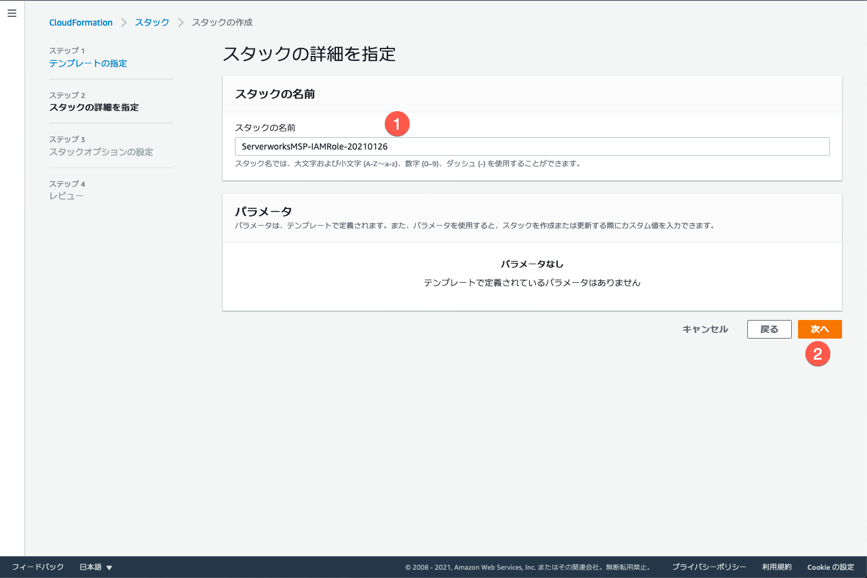 CloudFormation > スタック > スタックの作成
ステップ 1
テンプレートの指定
ステップ 2
スタックの詳細を指定
ステップ 3
スタックオプションの設定
ステップ 4
レビュー
スタックの詳細を指定
スタックの名前
スタックの名前
1
ServerworksMSP-IAMRole-20210126
スタック名では、大文字および小文字 (A-Z～a-z)、数字 (0-9)、ダッシュ (-) を使用することができます。
パラメータ
パラメータは、テンプレートで定義されます。また、パラメータを使用すると、スタックを作成または更新する際にカスタム値を入力できます。
パラメータなし
テンプレートで定義されているパラメータはありません
キャンセル 戻る 次へ
2
フィードバック 日本語 ▼ © 2008 - 2021, Amazon Web Services, Inc. またはその関連会社。無断転用禁止。 プライバシーポリシー 利用規約 Cookie の設定